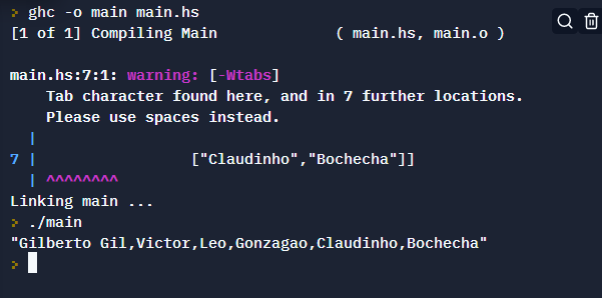 > ghc -o main main.hs
[1 of 1] Compiling Main             ( main.hs, main.o )
main.hs:7:1: warning: [-Wtabs]
    Tab character found here, and in 7 further locations.
    Please use spaces instead.
  |
7 |                 ["Claudinho","Bochecha"]]
  | ^^^^^^^^
Linking main ...
> ./main
"Gilberto Gil,Victor,Leo,Gonzagao,Claudinho,Bochecha"
>